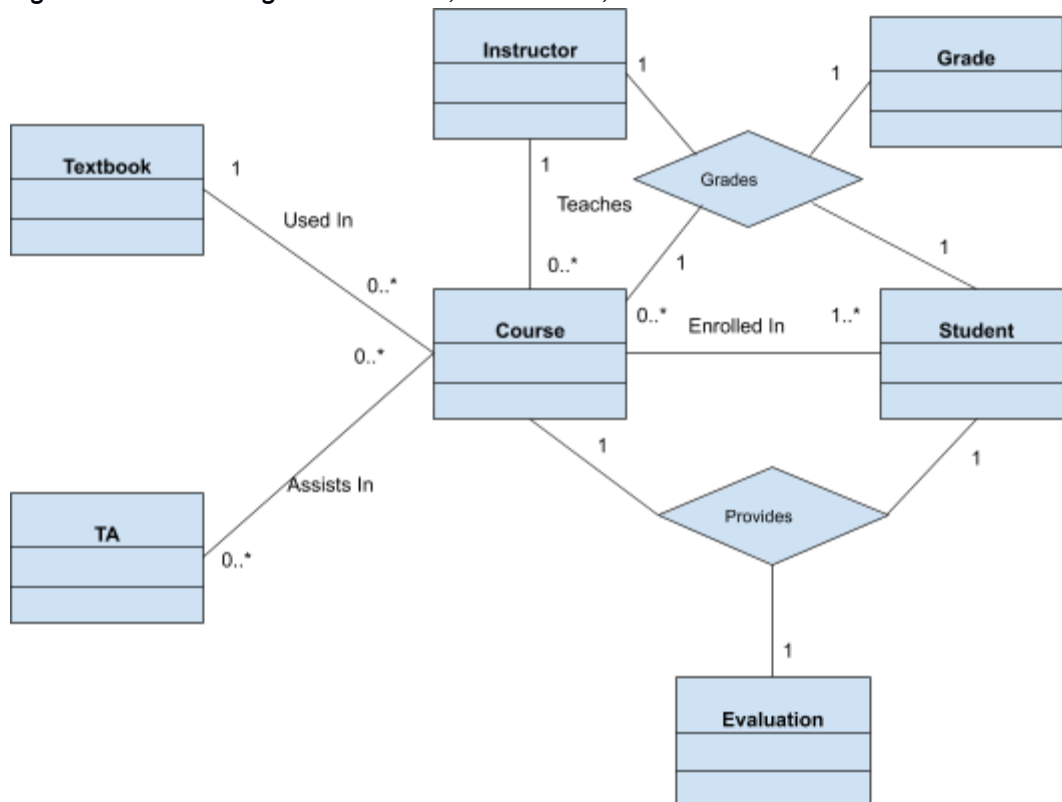 Instructor
Grade
1
1
Textbook
1
1
Grades
Used In
Teaches
1
0..*
1
0..*
0..*
Enrolled In
1..*
Course
Student
0..*
1
1
Assists In
Provides
TA
0..*
1
Evaluation